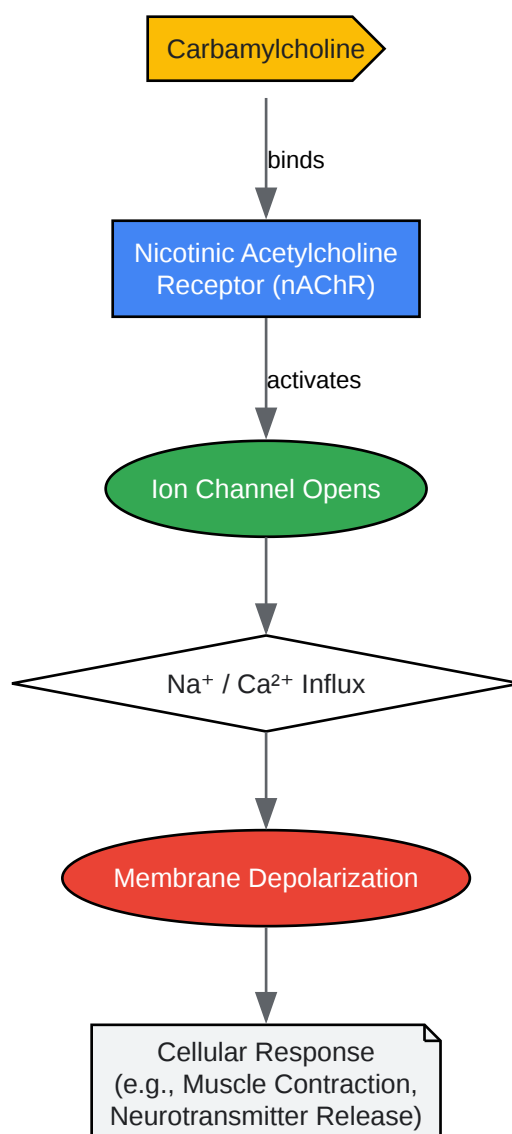 Carbamylcholine
binds
Nicotinic Acetylcholine
Receptor (nAChR)
activates
Ion Channel Opens
Na⁺ / Ca²⁺ Influx
Membrane Depolarization
Cellular Response
(e.g., Muscle Contraction,
Neurotransmitter Release)